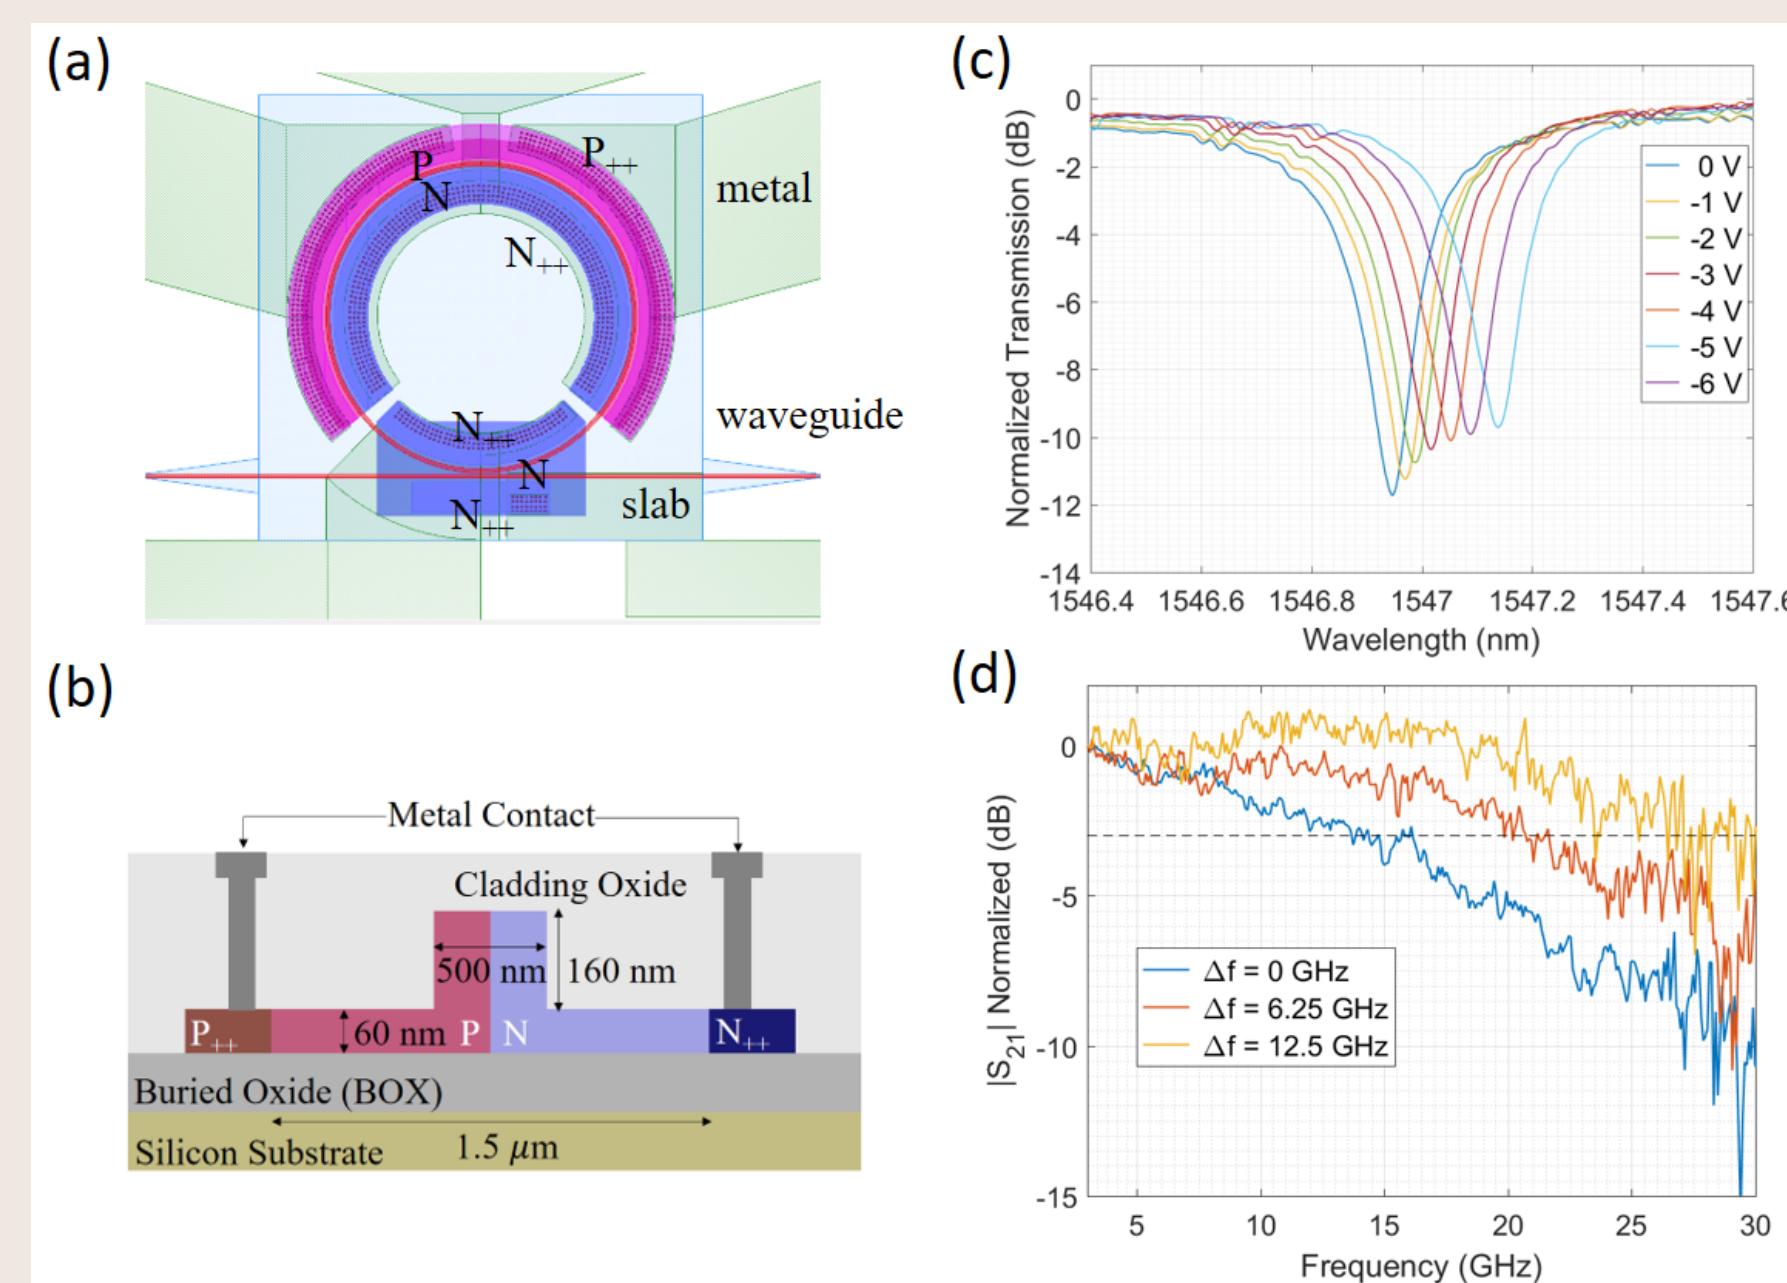 (a)
P
P++
N
metal
N++
waveguide
N++
N
slab
N++
(b)
Metal Contact
Cladding Oxide
500 nm
160 nm
60 nm
P++
P
N
N++
Buried Oxide (BOX)
1.5 μm
Silicon Substrate
(c)
Normalized Transmission (dB)
0
-2
-4
-6
-8
-10
-12
-14
0 V
-1 V
-2 V
-3 V
-4 V
-5 V
-6 V
1546.4 1546.6 1546.8 1547 1547.2 1547.4 1547.6
Wavelength (nm)
(d)
|S21| Normalized (dB)
0
-5
-10
-15
Δf = 0 GHz
Δf = 6.25 GHz
Δf = 12.5 GHz
5 10 15 20 25 30
Frequency (GHz)